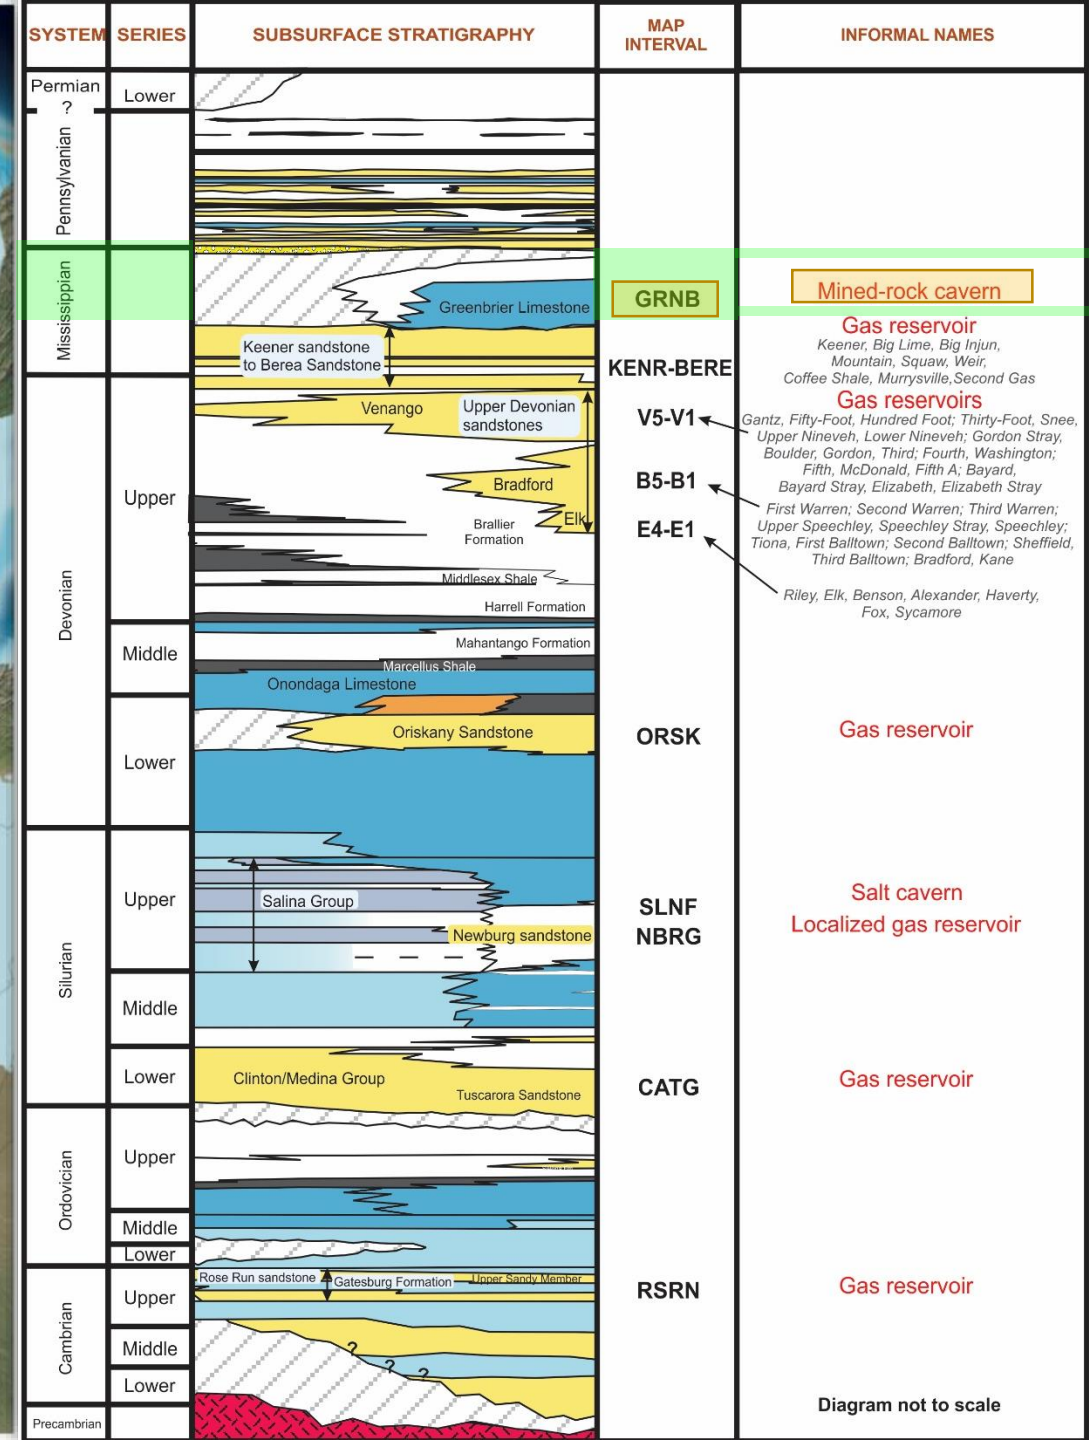 SYSTEM
SERIES
SUBSURFACE STRATIGRAPHY
MAP
INTERVAL
INFORMAL NAMES
Permian
?
Lower
Pennsylvanian
Mississippian
Greenbrier Limestone
GRNB
Mined-rock cavern
Keener sandstone
to Berea Sandstone
KENR-BERE
Gas reservoir
Keener, Big Lime, Big Injun,
Mountain, Squaw, Weir,
Coffee Shale, Murrysville,Second Gas
Devonian
Upper
Venango
Upper Devonian
sandstones
V5-V1
Gas reservoirs
Gantz, Fifty-Foot, Hundred Foot; Thirty-Foot, Snee,
Upper Nineveh, Lower Nineveh; Gordon Stray,
Boulder, Gordon, Third; Fourth, Washington;
Fifth, McDonald, Fifth A; Bayard,
Bayard Stray, Elizabeth, Elizabeth Stray
Bradford
B5-B1
First Warren; Second Warren; Third Warren;
Upper Speechley, Speechley Stray, Speechley;
Tiona, First Balltown; Second Balltown; Sheffield,
Third Balltown; Bradford, Kane
Elk
Brallier
Formation
E4-E1
Riley, Elk, Benson, Alexander, Haverty,
Fox, Sycamore
Middlesex Shale
Harrell Formation
Middle
Mahantango Formation
Marcellus Shale
Onondaga Limestone
Lower
Oriskany Sandstone
ORSK
Gas reservoir
Silurian
Upper
Salina Group
SLNF
Salt cavern
Newburg sandstone
NBRG
Localized gas reservoir
Middle
Lower
Clinton/Medina Group
Tuscarora Sandstone
CATG
Gas reservoir
Ordovician
Upper
Middle
Lower
Cambrian
Upper
Rose Run sandstone
Gatesburg Formation
Upper Sandy Member
RSRN
Gas reservoir
Middle
?
?
?
Lower
Precambrian
Diagram not to scale